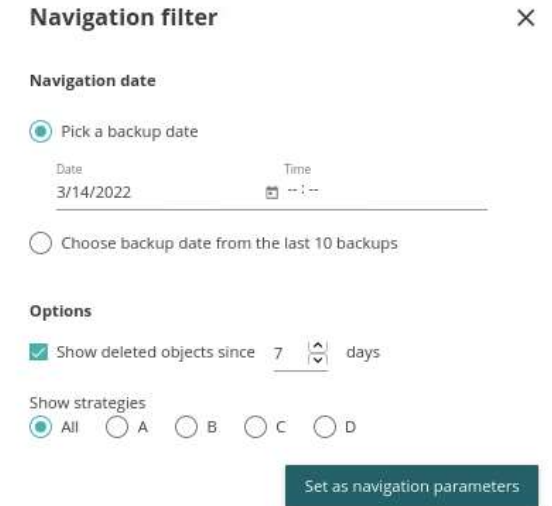 Navigation filter
Navigation date
Pick a backup date
Date Time
3/14/2022 --:--
Choose backup date from the last 10 backups
Options
Show deleted objects since 7 days
Show strategies
All A B C D
Set as navigation parameters